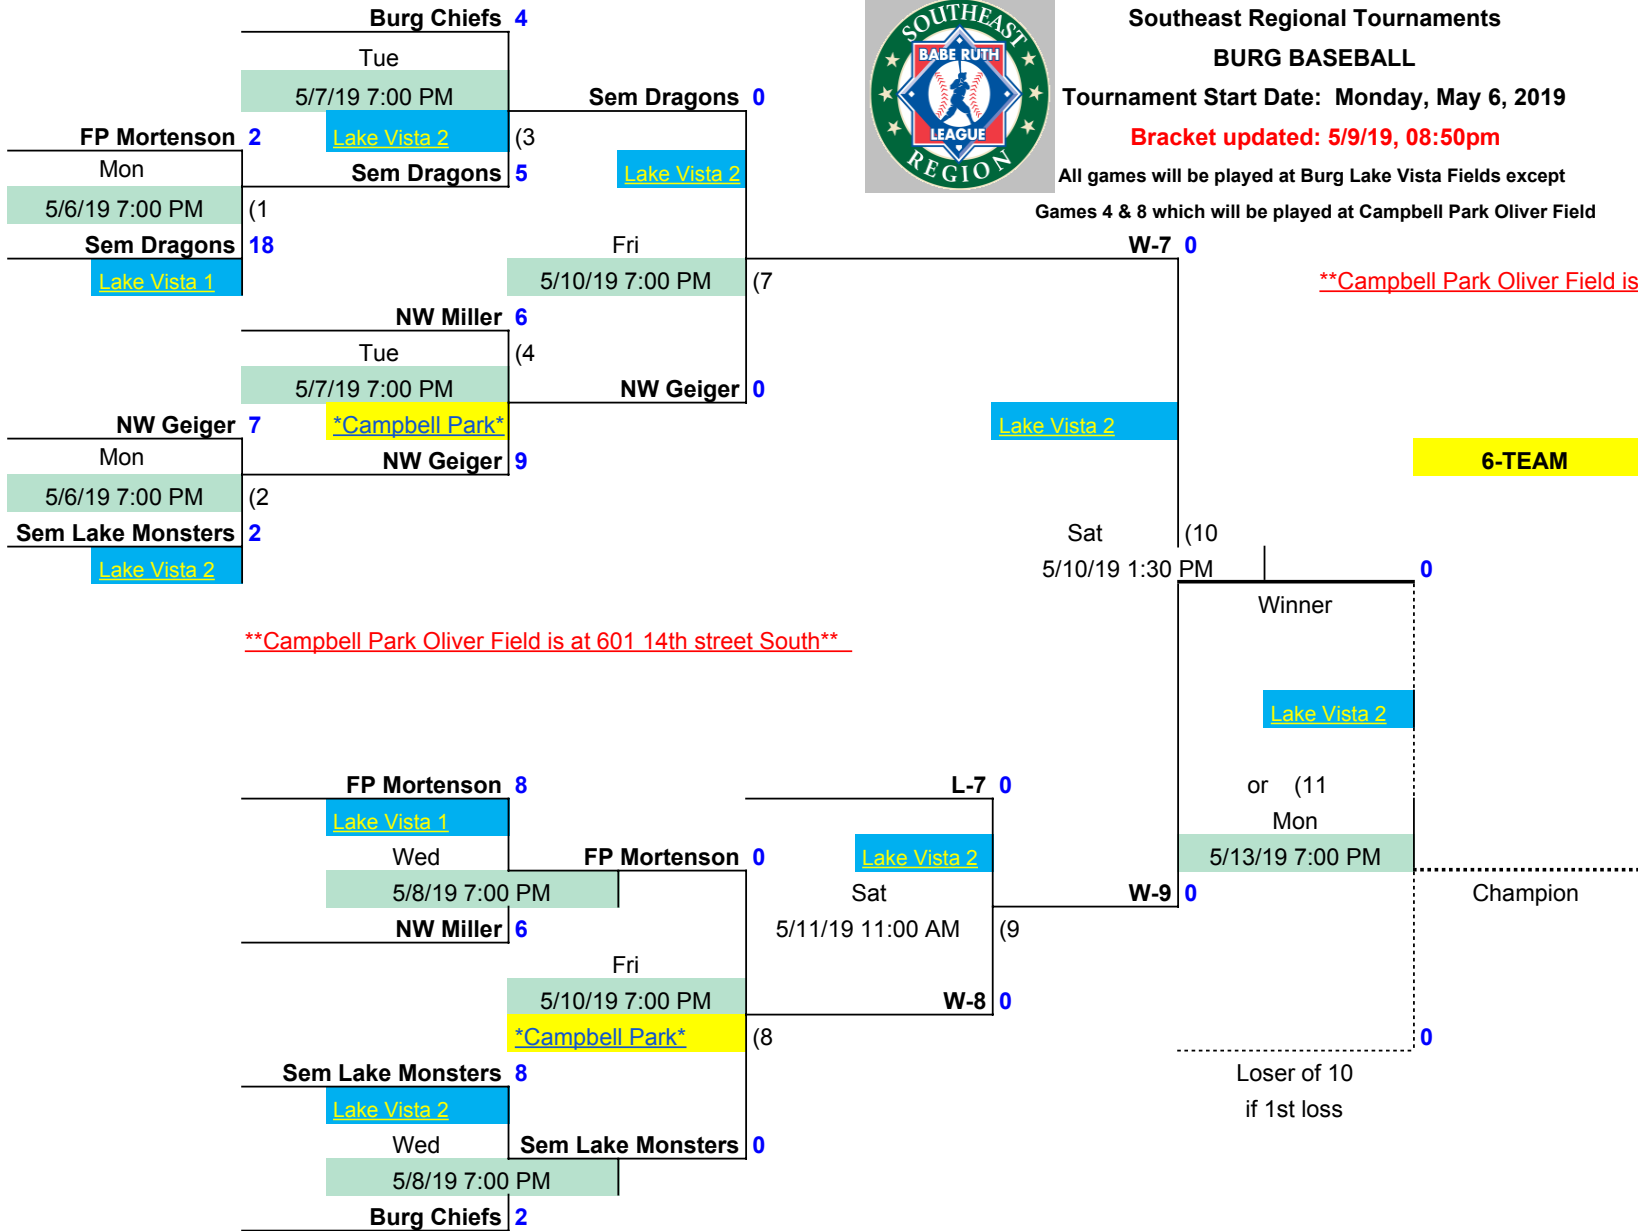 Burg Chiefs 4
Tue
5/7/19 7:00 PM
Lake Vista 2
(3
Sem Dragons 5
FP Mortenson 2
Mon
5/6/19 7:00 PM
(1
Sem Dragons 18
Lake Vista 1
Sem Dragons 0
Lake Vista 2
Fri
5/10/19 7:00 PM
(7
NW Miller 6
Tue
(4
5/7/19 7:00 PM
*Campbell Park*
NW Geiger 9
NW Geiger 0
NW Geiger 7
Mon
5/6/19 7:00 PM
(2
Sem Lake Monsters 2
Lake Vista 2
SOUTHEAST
BABE RUTH
LEAGUE
REGION
Southeast Regional Tournaments
BURG BASEBALL
Tournament Start Date: Monday, May 6, 2019
Bracket updated: 5/9/19, 08:50pm
All games will be played at Burg Lake Vista Fields except
Games 4 & 8 which will be played at Campbell Park Oliver Field
W-7 0
**Campbell Park Oliver Field is
Lake Vista 2
6-TEAM
Sat
(10
5/10/19 1:30 PM
0
Winner
**Campbell Park Oliver Field is at 601 14th street South**
Lake Vista 2
or (11
Mon
5/13/19 7:00 PM
Champion
FP Mortenson 8
Lake Vista 1
Wed
5/8/19 7:00 PM
NW Miller 6
FP Mortenson 0
Fri
5/10/19 7:00 PM
*Campbell Park*
(8
L-7 0
Lake Vista 2
Sat
5/11/19 11:00 AM
(9
W-9 0
W-8 0
0
Loser of 10
if 1st loss
Sem Lake Monsters 8
Lake Vista 2
Wed
Sem Lake Monsters 0
5/8/19 7:00 PM
Burg Chiefs 2